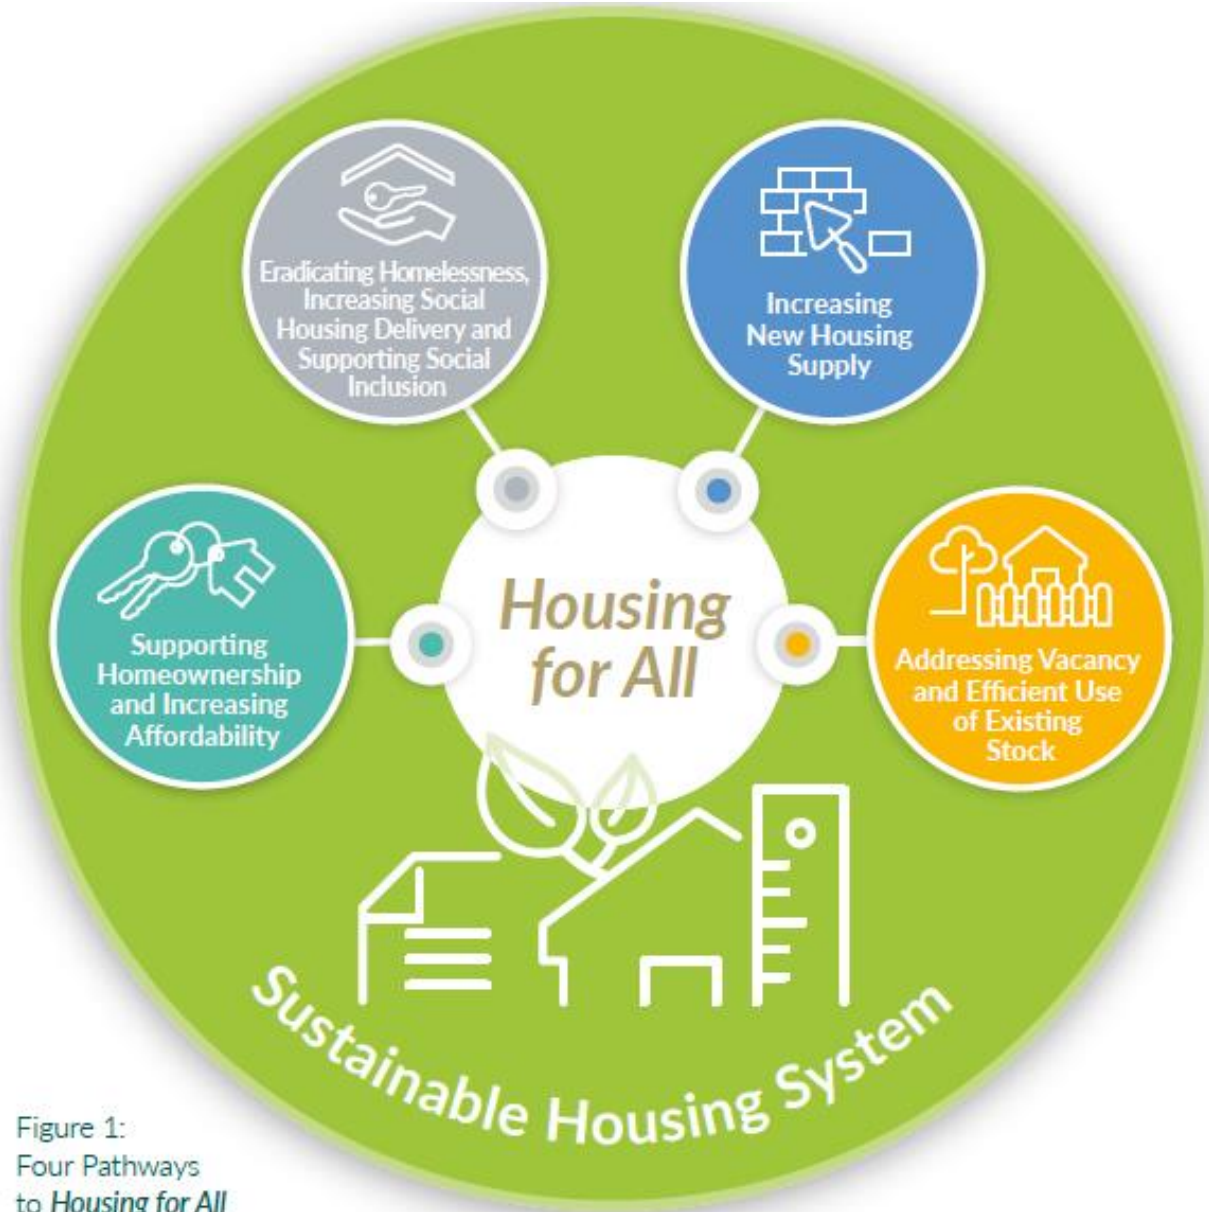 Eradicating Homelessness,
Increasing Social
Housing Delivery and
Supporting Social
Inclusion
Increasing
New Housing
Supply
Supporting
Homeownership
and Increasing
Affordability
Housing
for All
Addressing Vacancy
and Efficient Use
of Existing
Stock
Sustainable Housing System
Figure 1:
Four Pathways
to Housing for All